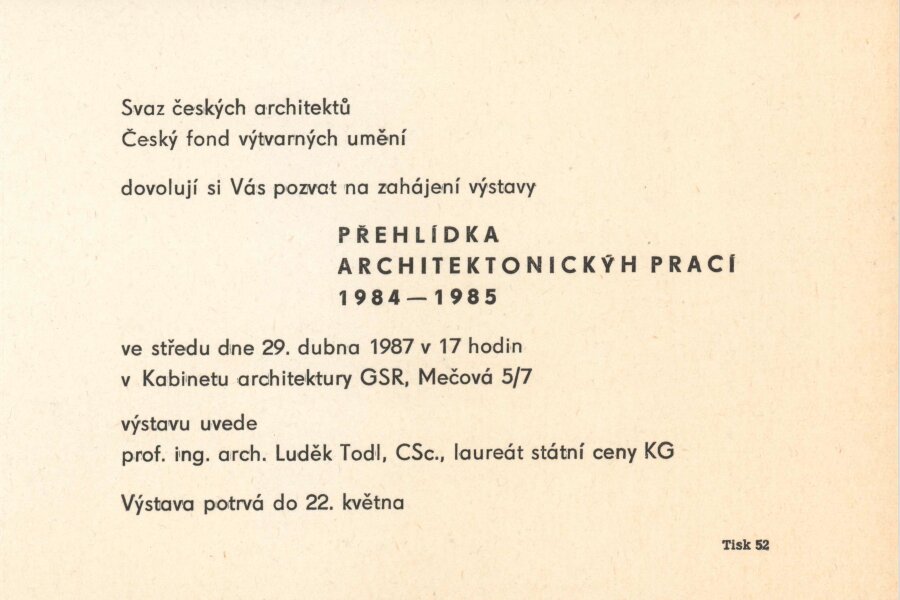 Svaz českých architektů
Český fond výtvarných umění
dovolují si Vás pozvat na zahájení výstavy
PŘEHLÍDKA
ARCHITEKTONICKÝH PRACÍ
1984—1985
ve středu dne 29. dubna 1987 v 17 hodin
v Kabinetu architektury GSR, Mečová 5/7
výstavu uvede
prof. ing. arch. Luděk Todl, CSc., laureát státní ceny KG
Výstava potrvá do 22. května
Tisk 52